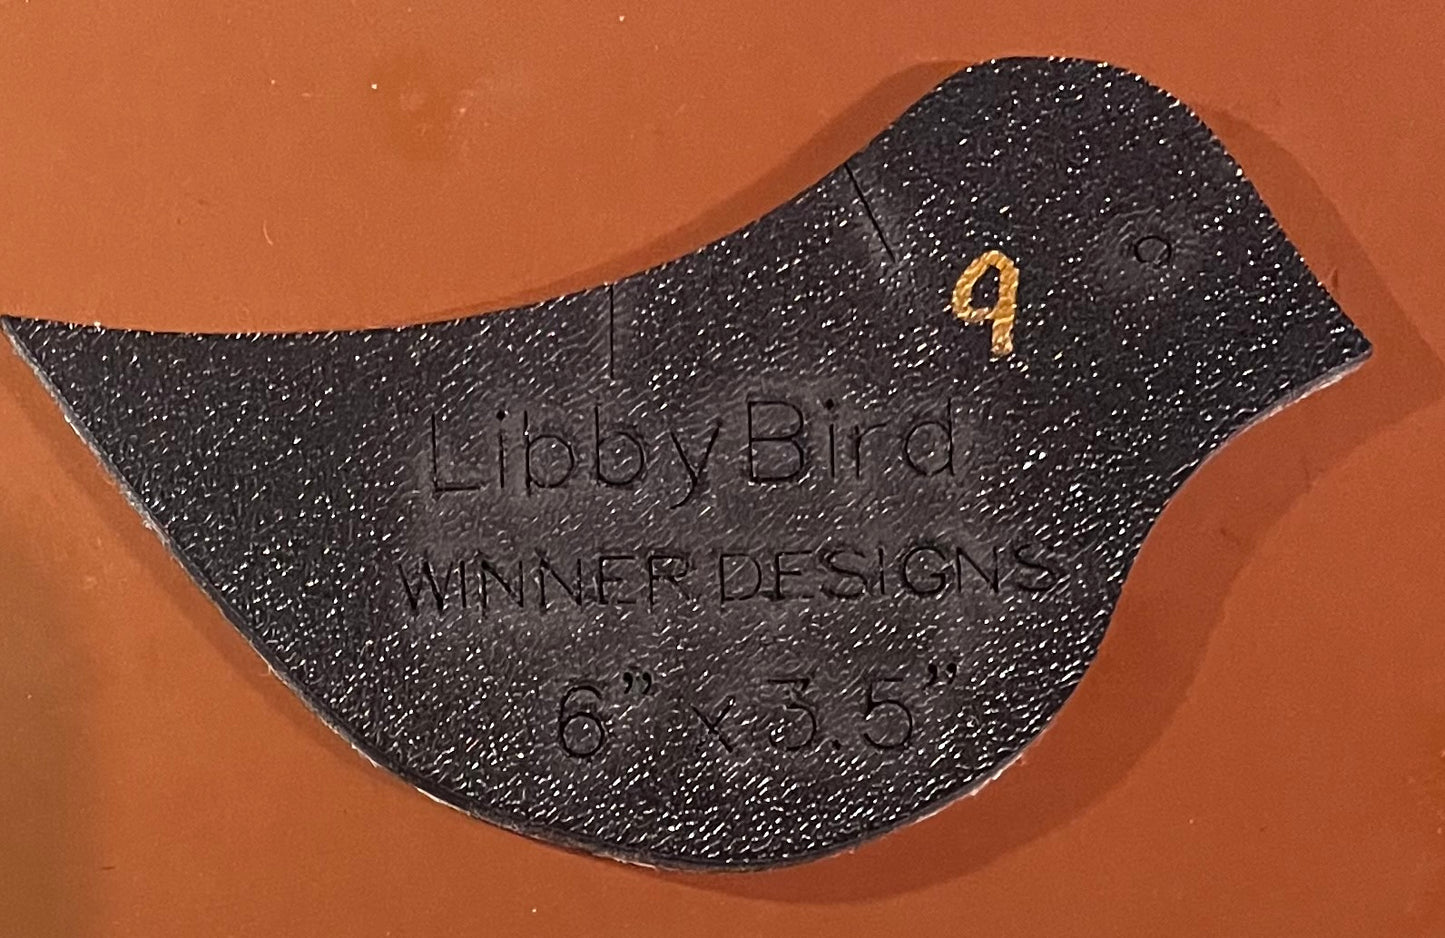 9
LibbyBird
WINNER DESIGNS
6” x 3.5”